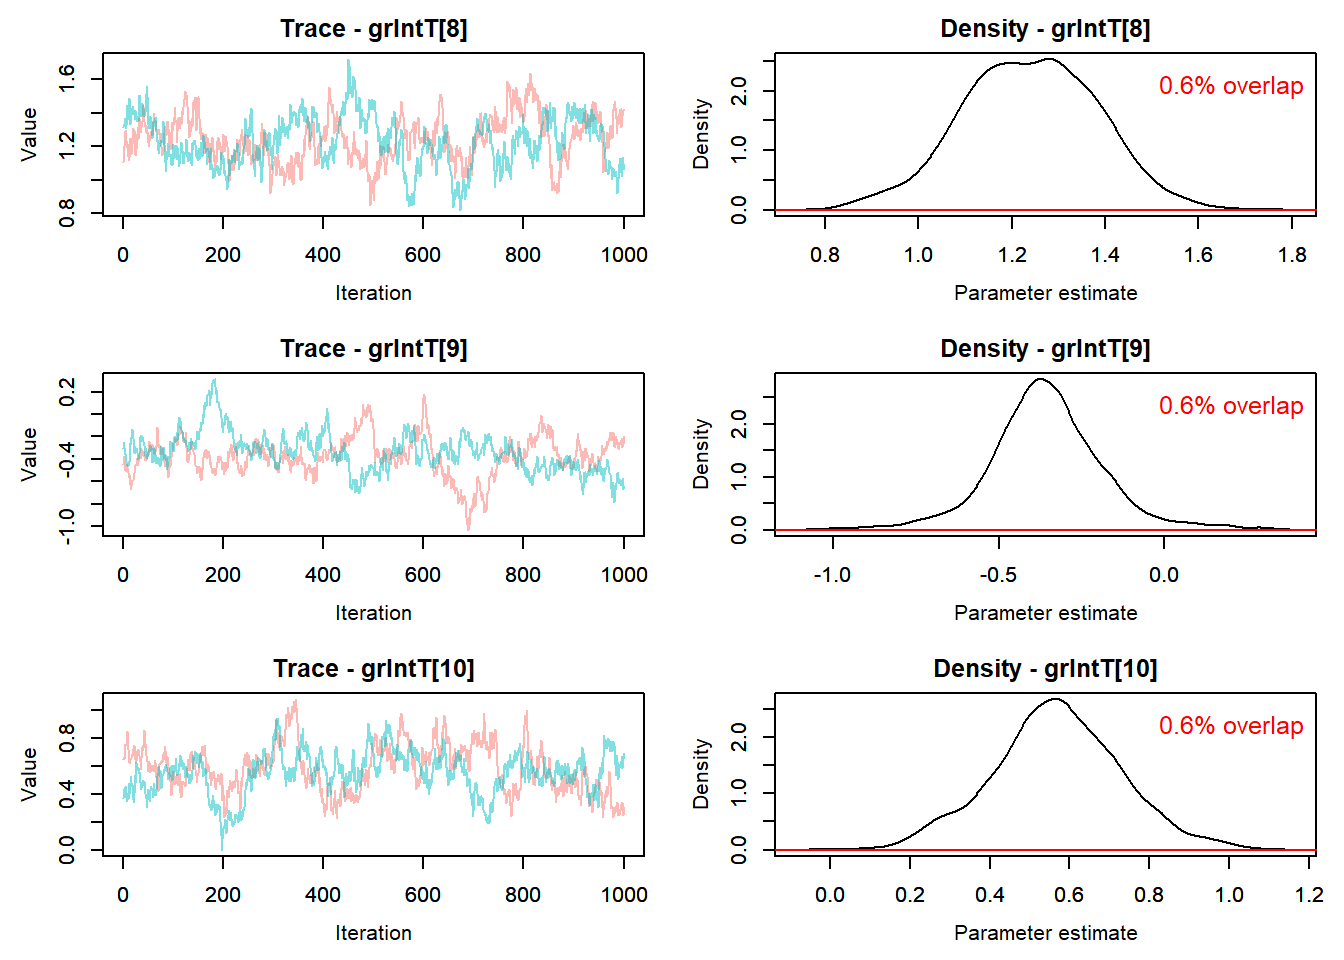 Trace - grIntT[8]
Value
0.8 1.2 1.6
0 200 400 600 800 1000
Iteration
Density - grIntT[8]
0.6% overlap
Density
0.0 1.0 2.0
0.8 1.0 1.2 1.4 1.6 1.8
Parameter estimate
Trace - grIntT[9]
Value
-1.0 -0.4 0.2
0 200 400 600 800 1000
Iteration
Density - grIntT[9]
0.6% overlap
Density
0.0 1.0 2.0
-1.0 -0.5 0.0
Parameter estimate
Trace - grIntT[10]
Value
0.0 0.4 0.8
0 200 400 600 800 1000
Iteration
Density - grIntT[10]
0.6% overlap
Density
0.0 1.0 2.0
0.0 0.2 0.4 0.6 0.8 1.0 1.2
Parameter estimate